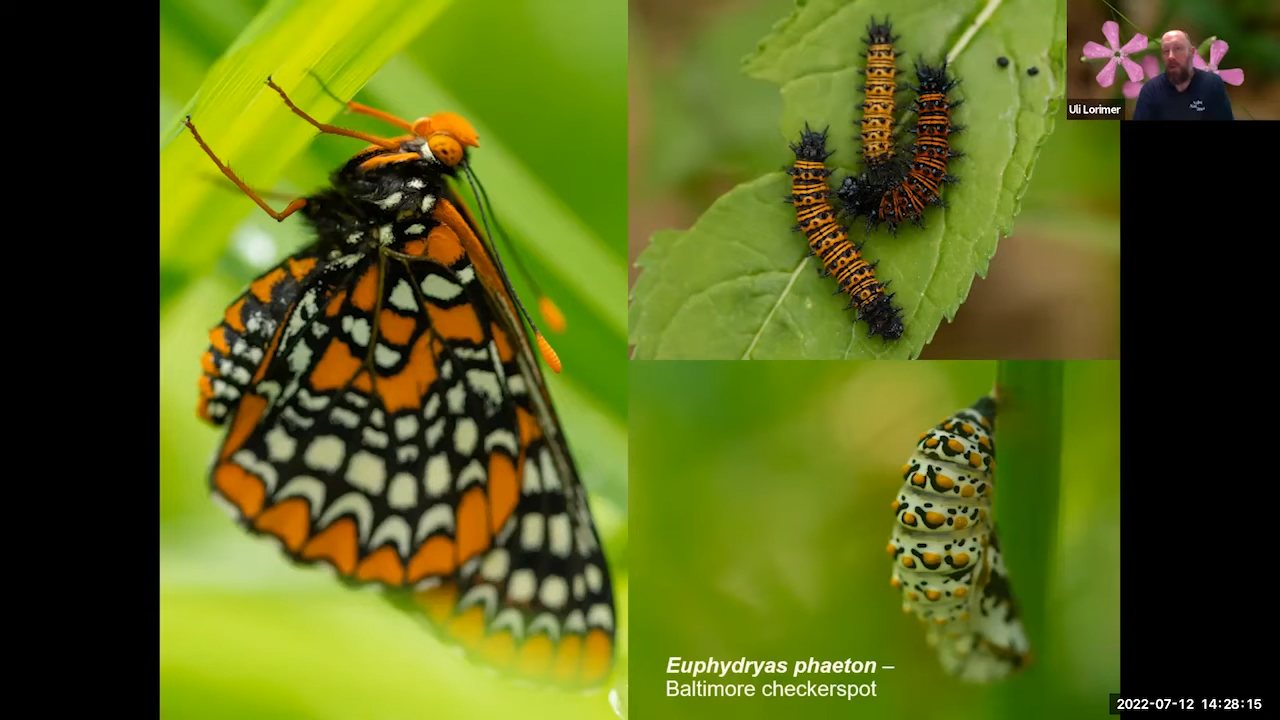 Uli Lorimer
Euphydryas phaeton –
Baltimore checkerspot
2022-07-12 14:28:15